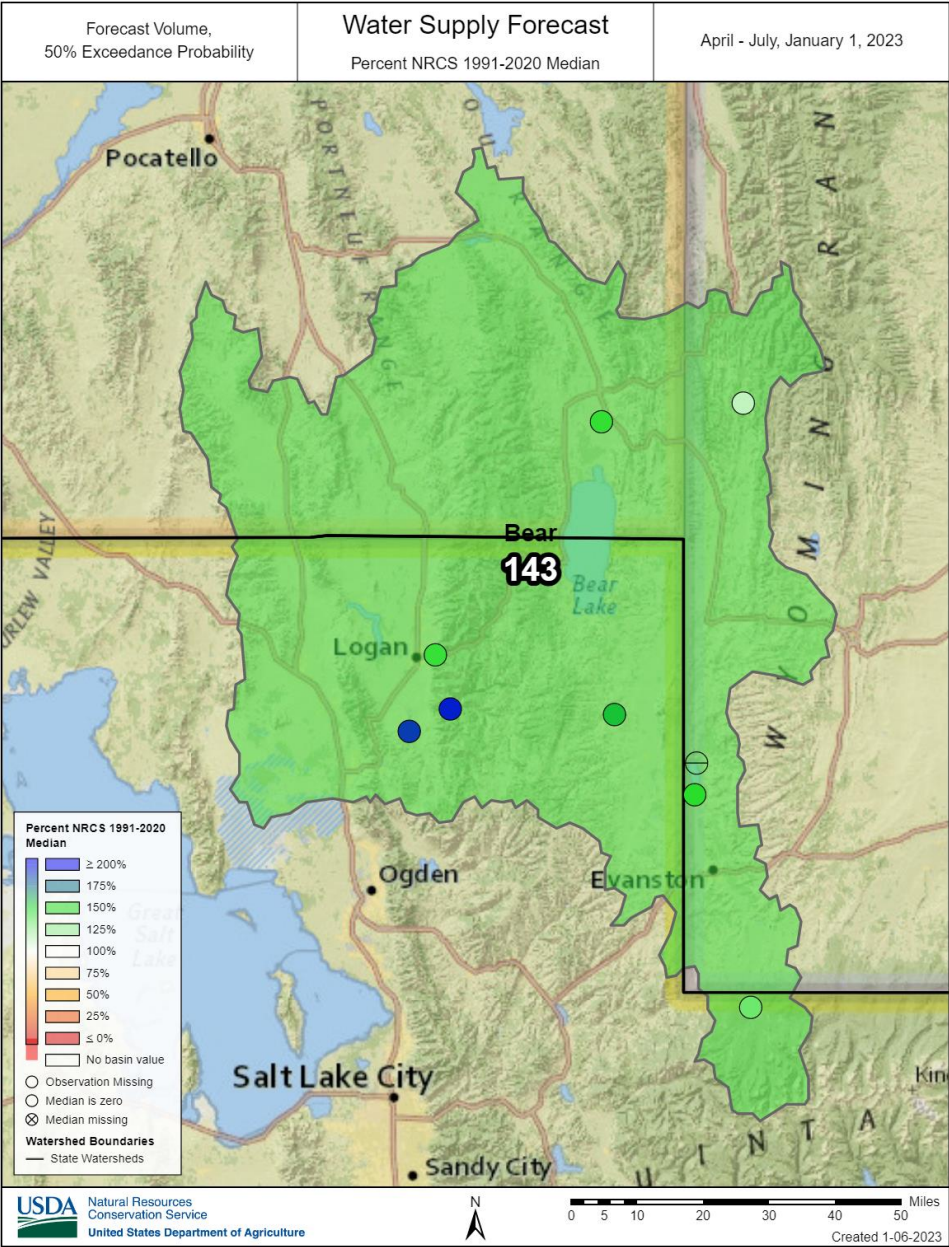 Forecast Volume,
50% Exceedance Probability
Water Supply Forecast
Percent NRCS 1991-2020 Median
April - July, January 1, 2023
Pocatello
PORTNEUF
RANGE
RANGE
WYOMING RANGE
Bear
143
Bear
Lake
VALLEY
Logan
Ogden
Evanston
Great
Salt
Lake
Salt Lake City
Sandy City
UINTA
Percent NRCS 1991-2020
Median
≥ 200%
175%
150%
125%
100%
75%
50%
25%
≤ 0%
No basin value
Observation Missing
Median is zero
Median missing
Watershed Boundaries
State Watersheds
USDA
Natural Resources
Conservation Service
United States Department of Agriculture
N
0 5 10 20 30 40 50
Miles
Created 1-06-2023